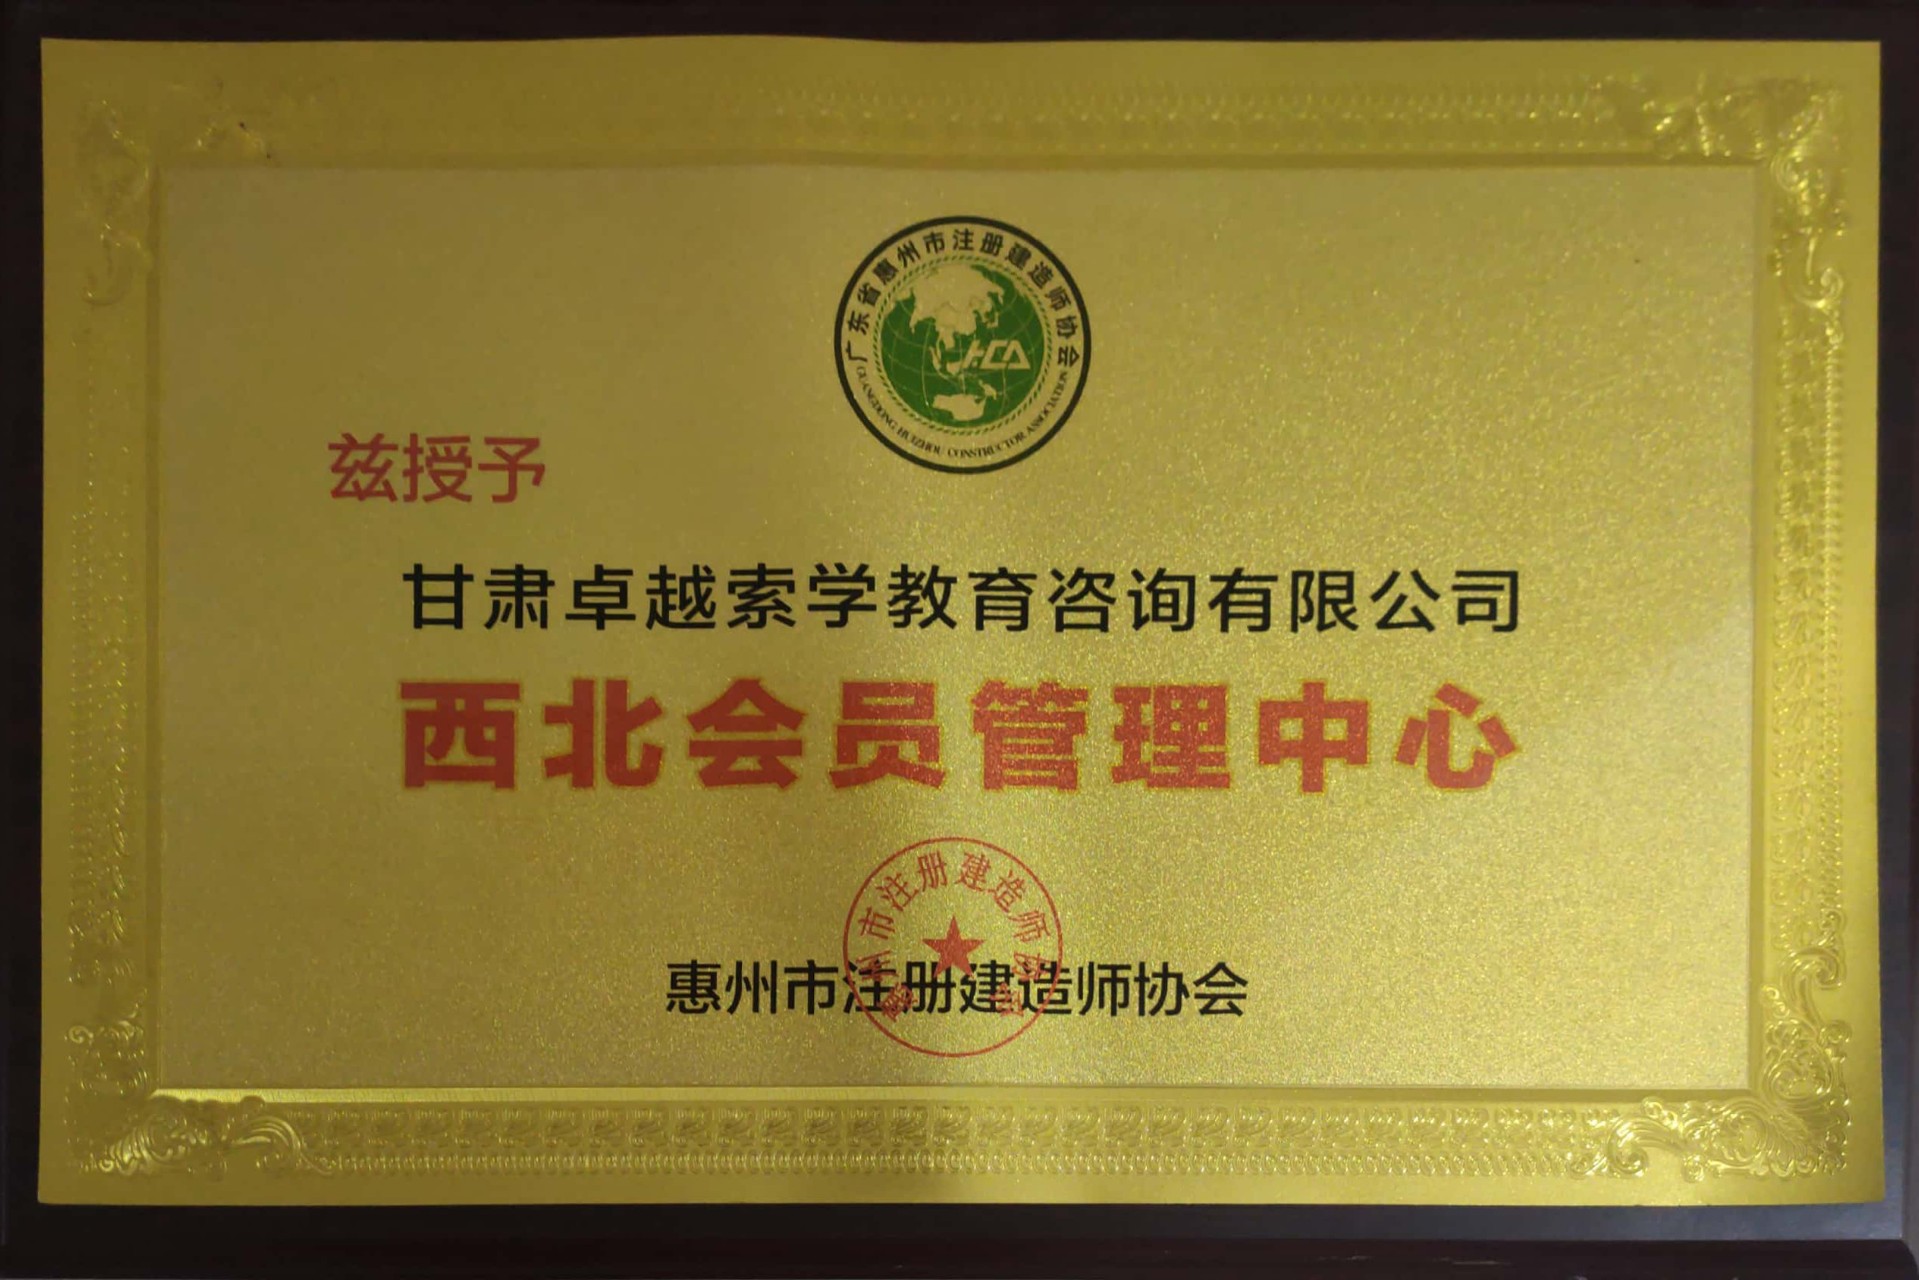 广东省惠州市注册建造师协会
HCA
GUANGDONG HUIZHOU CONSTRUCTOR ASSOCIATION
兹授予
甘肃卓越索学教育咨询有限公司
西北会员管理中心
惠州市注册建造师协会
惠州市注册建造师协会